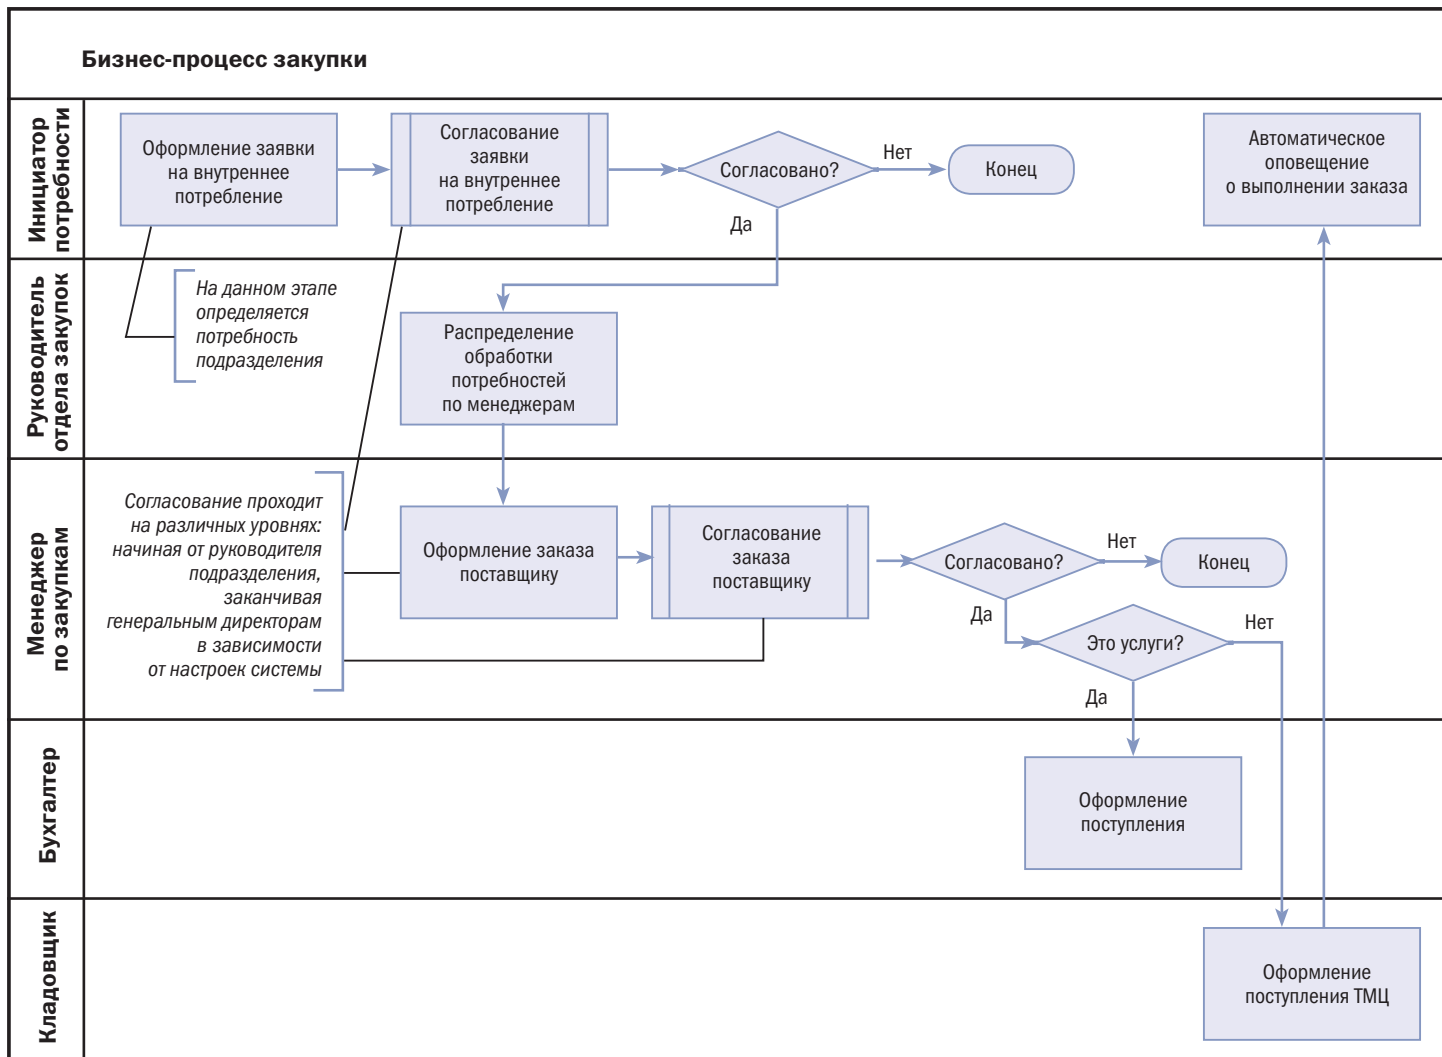 Бизнес-процесс закупки
Инициатор
потребности
Оформление заявки
на внутреннее
потребление
Согласование
заявки
на внутреннее
потребление
Согласовано?
Нет
Конец
Да
Автоматическое
оповещение
о выполнении заказа
Руководитель
отдела закупок
На данном этапе
определяется
потребность
подразделения
Распределение
обработки
потребностей
по менеджерам
Менеджер
по закупкам
Согласование проходит
на различных уровнях:
начиная от руководителя
подразделения,
заканчивая
генеральным директорам
в зависимости
от настроек системы
Оформление заказа
поставщику
Согласование
заказа
поставщику
Согласовано?
Нет
Конец
Да
Это услуги?
Нет
Да
Бухгалтер
Оформление
поступления
Кладовщик
Оформление
поступления ТМЦ